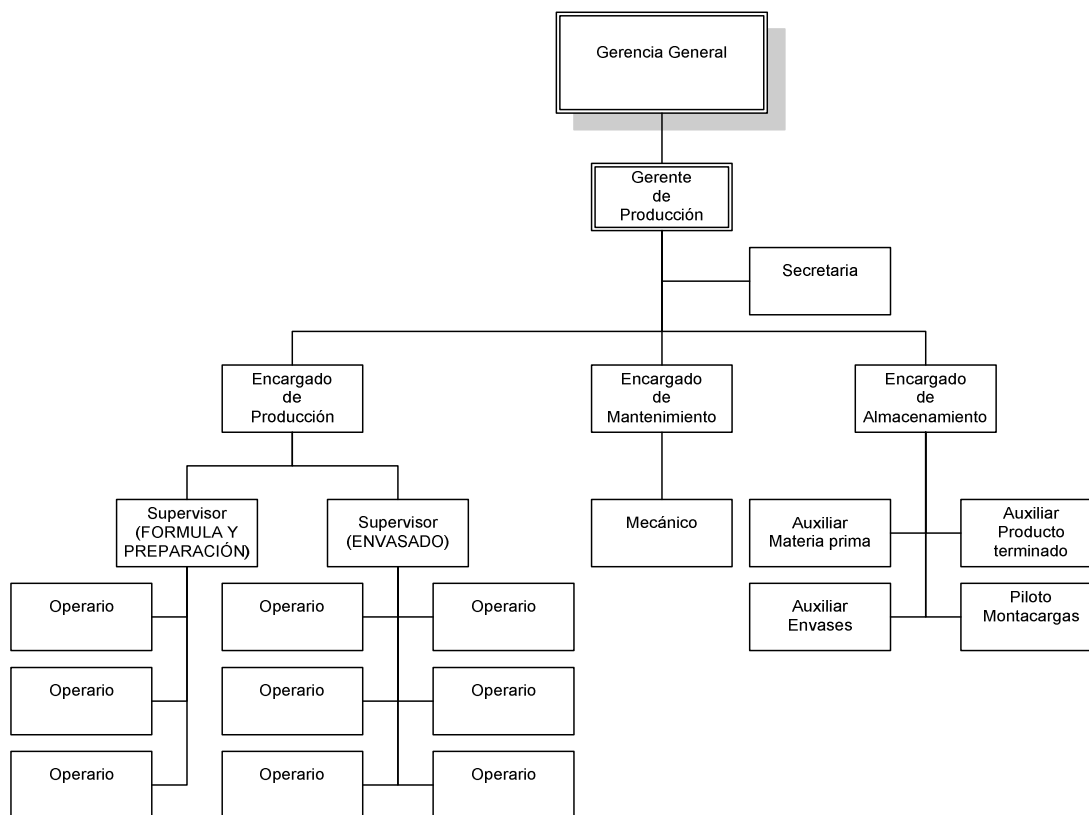 Gerencia General
Gerente
de
Producción
Secretaria
Encargado
de
Producción
Encargado
de
Mantenimiento
Encargado
de
Almacenamiento
Supervisor
(FORMULA Y
PREPARACIÓN)
Supervisor
(ENVASADO)
Mecánico
Auxiliar
Materia prima
Auxiliar
Producto
terminado
Operario
Operario
Operario
Auxiliar
Envases
Piloto
Montacargas
Operario
Operario
Operario
Operario
Operario
Operario